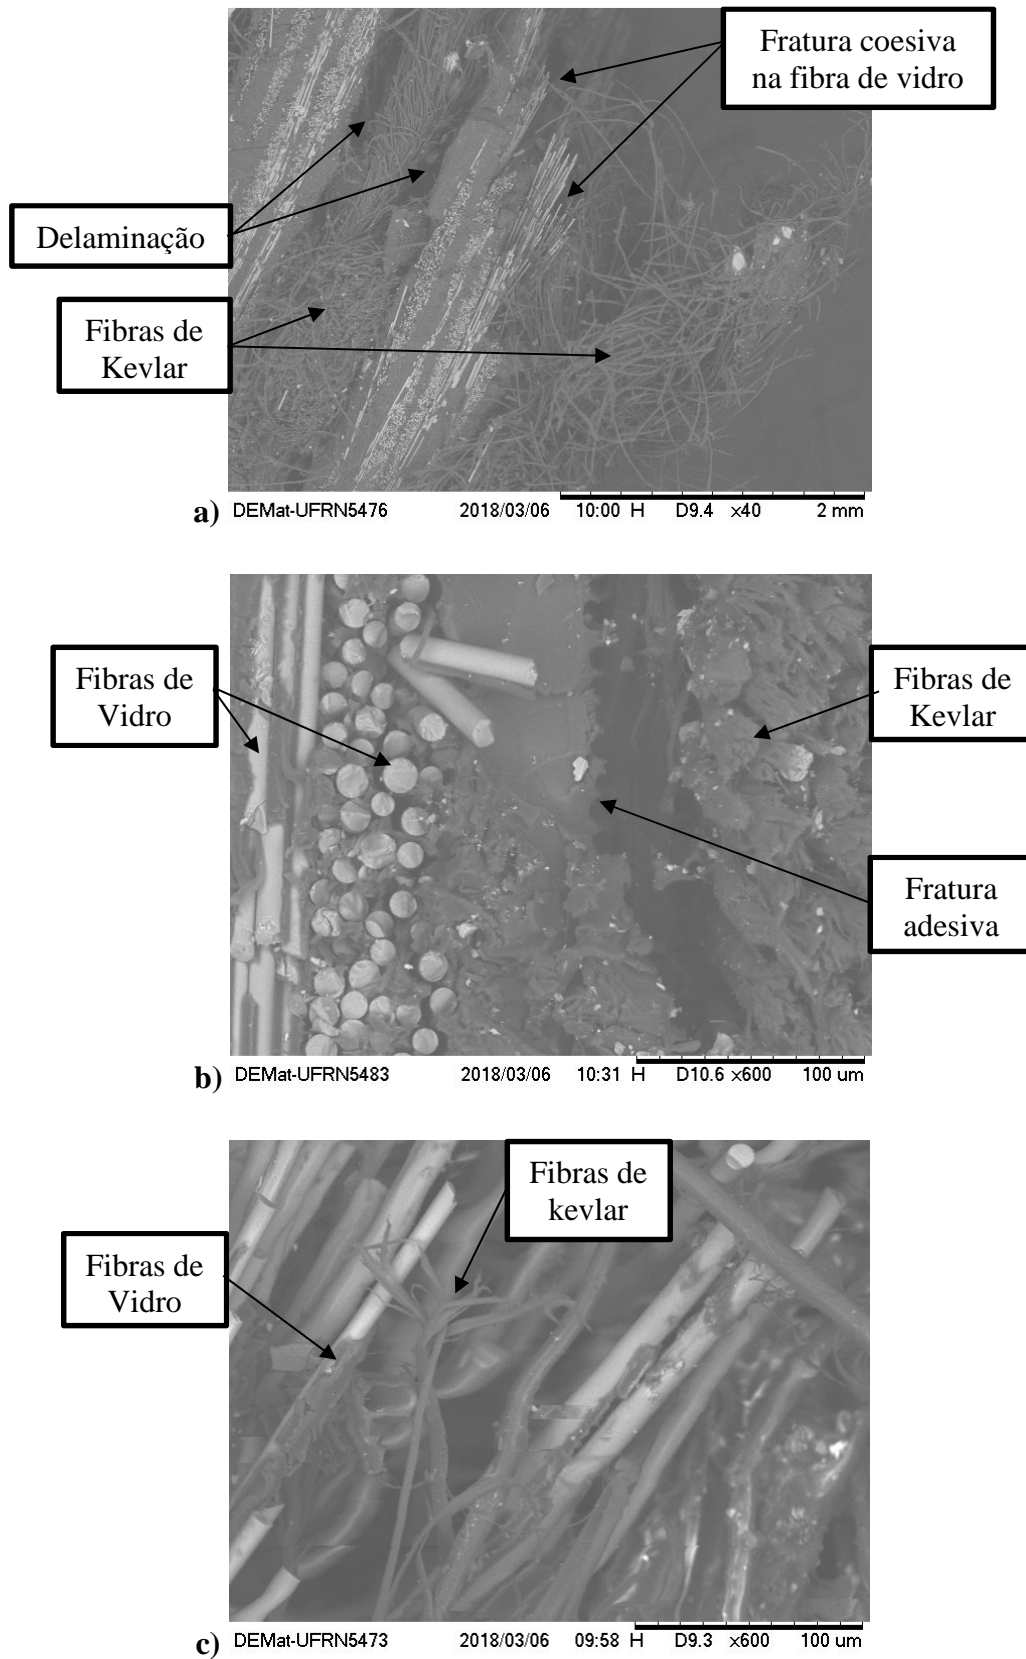 Fratura coesiva
na fibra de vidro
Delaminação
Fibras de
Kevlar
a) DEMat-UFRN5476 2018/03/06 10:00 H D9.4 x40 2 mm
Fibras de
Vidro
Fibras de
Kevlar
Fratura
adesiva
b) DEMat-UFRN5483 2018/03/06 10:31 H D10.6 x600 100 um
Fibras de
kevlar
Fibras de
Vidro
c) DEMat-UFRN5473 2018/03/06 09:58 H D9.3 x600 100 um